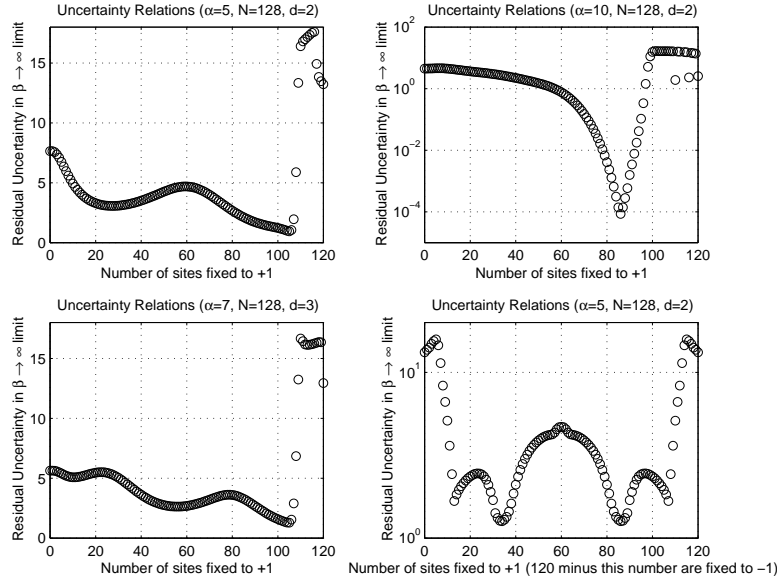 Uncertainty Relations (α=5, N=128, d=2)
Residual Uncertainty in β → ∞ limit
15
10
5
0
0 20 40 60 80 100 120
Number of sites fixed to +1
Uncertainty Relations (α=10, N=128, d=2)
Residual Uncertainty in β → ∞ limit
10^2
10^0
10^−2
10^−4
0 20 40 60 80 100 120
Number of sites fixed to +1
Uncertainty Relations (α=7, N=128, d=3)
Residual Uncertainty in β → ∞ limit
15
10
5
0
0 20 40 60 80 100 120
Number of sites fixed to +1
Uncertainty Relations (α=5, N=128, d=2)
Residual Uncertainty in β → ∞ limit
10^1
10^0
0 20 40 60 80 100 120
Number of sites fixed to +1 (120 minus this number are fixed to −1)